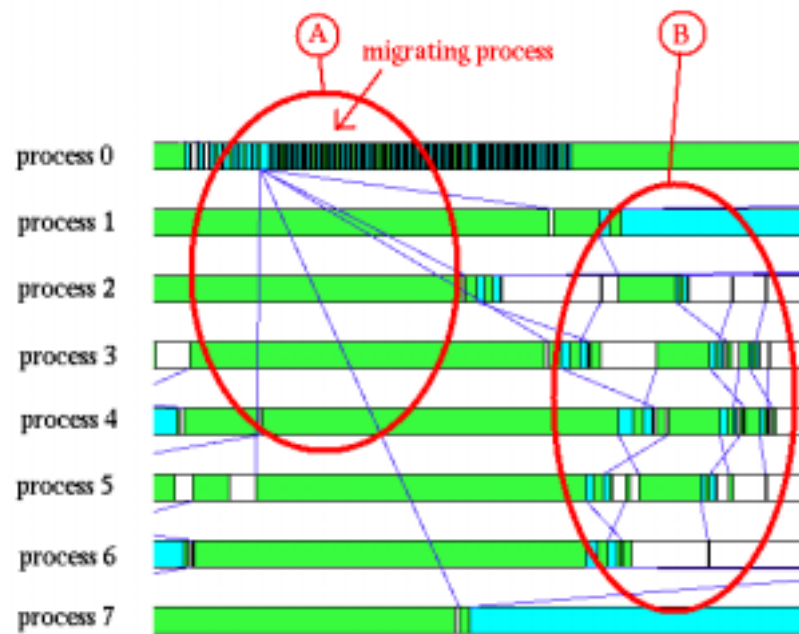 A
B
migrating process
process 0
process 1
process 2
process 3
process 4
process 5
process 6
process 7